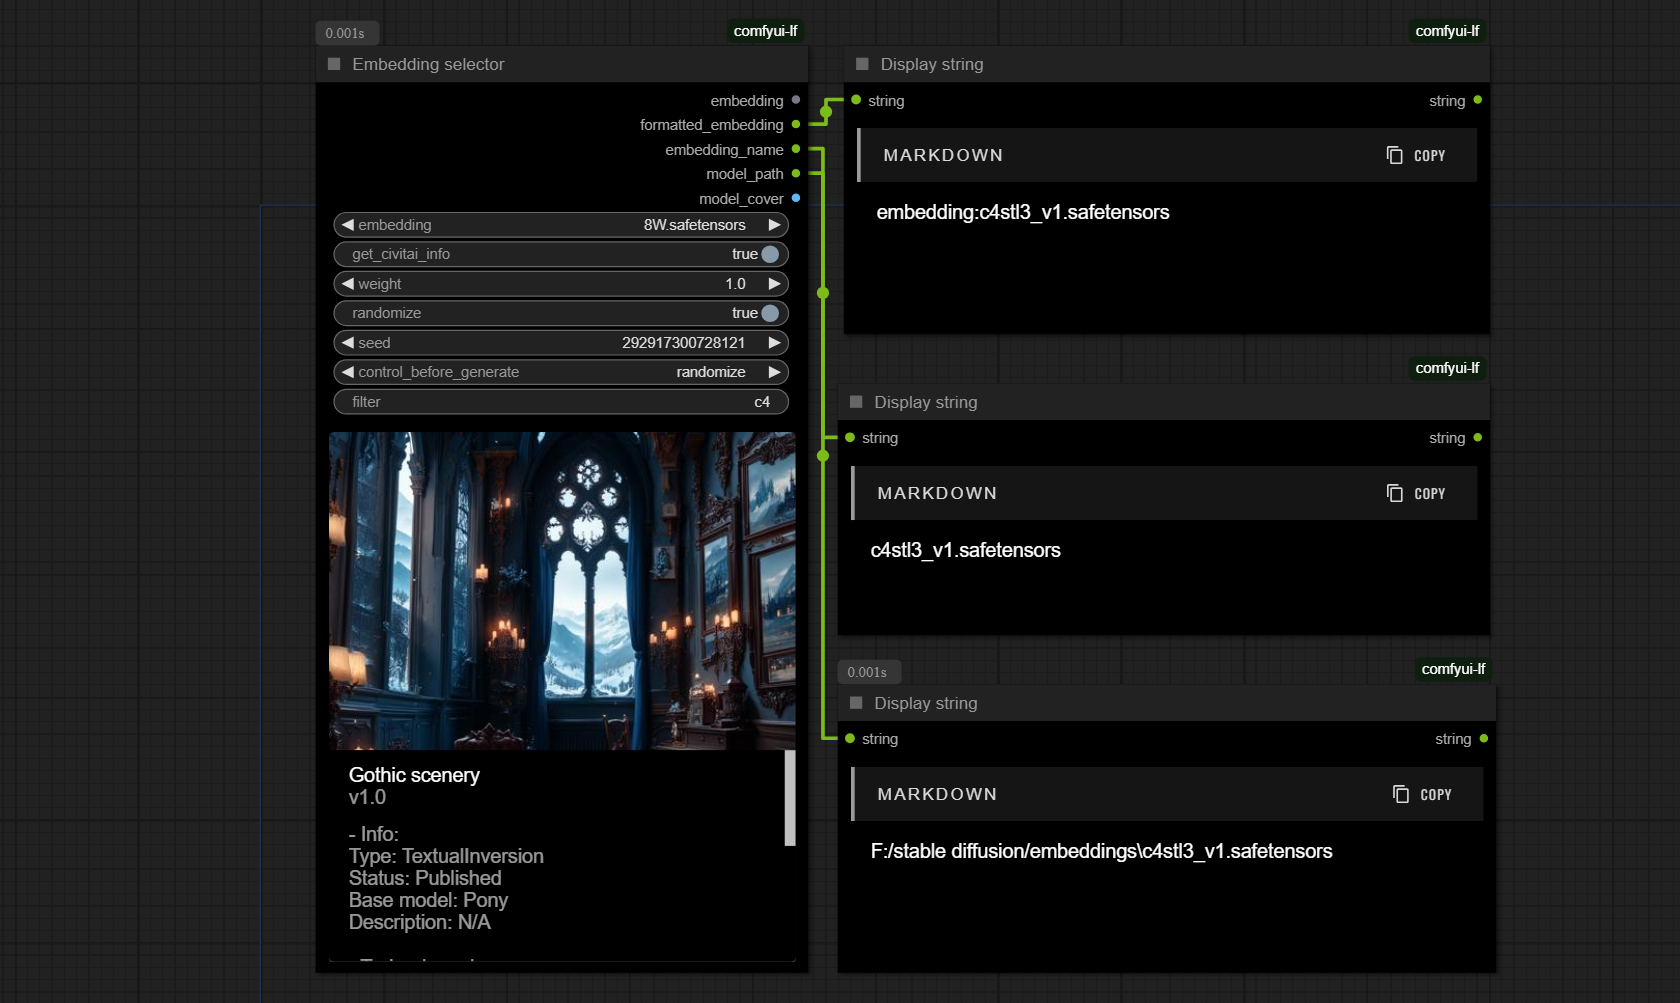 0.001s
comfyui-lf
Embedding selector
embedding
formatted_embedding
embedding_name
model_path
model_cover
embedding 8W.safetensors
get_civitai_info true
weight 1.0
randomize true
seed 292917300728121
control_before_generate randomize
filter c4
Gothic scenery
v1.0
- Info:
Type: TextualInversion
Status: Published
Base model: Pony
Description: N/A
comfyui-lf
Display string
string string
MARKDOWN COPY
embedding:c4stl3_v1.safetensors
comfyui-lf
Display string
string string
MARKDOWN COPY
c4stl3_v1.safetensors
0.001s
comfyui-lf
Display string
string string
MARKDOWN COPY
F:/stable diffusion/embeddings\c4stl3_v1.safetensors